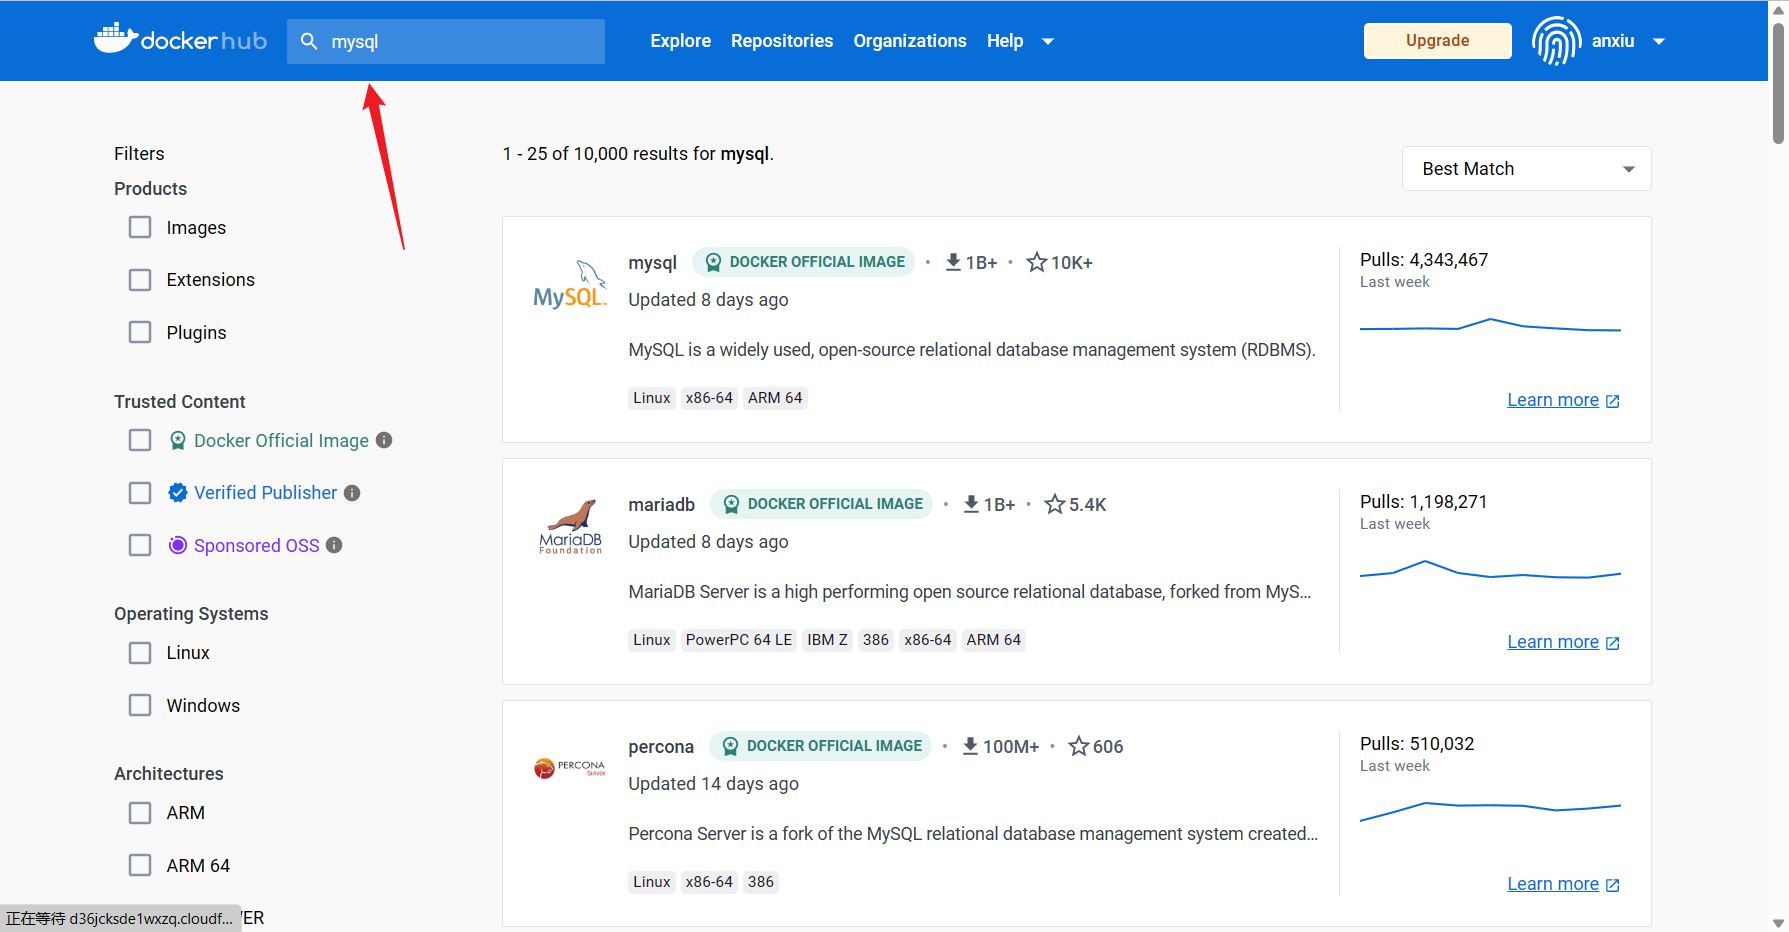 docker hub
mysql
Explore Repositories Organizations Help
Upgrade
anxiu
Filters
Products
Images
Extensions
Plugins
Trusted Content
Docker Official Image
Verified Publisher
Sponsored OSS
Operating Systems
Linux
Windows
Architectures
ARM
ARM 64
正在等待 d36jcksde1wxzq.cloudf...
1 - 25 of 10,000 results for mysql.
Best Match
MySQL
mysql DOCKER OFFICIAL IMAGE • 1B+ • 10K+
Updated 8 days ago
MySQL is a widely used, open-source relational database management system (RDBMS).
Linux x86-64 ARM 64
Pulls: 4,343,467
Last week
Learn more
MariaDB
Foundation
mariadb DOCKER OFFICIAL IMAGE • 1B+ • 5.4K
Updated 8 days ago
MariaDB Server is a high performing open source relational database, forked from MyS...
Linux PowerPC 64 LE IBM Z 386 x86-64 ARM 64
Pulls: 1,198,271
Last week
Learn more
PERCONA
SERVER
percona DOCKER OFFICIAL IMAGE • 100M+ • 606
Updated 14 days ago
Percona Server is a fork of the MySQL relational database management system created...
Linux x86-64 386
Pulls: 510,032
Last week
Learn more